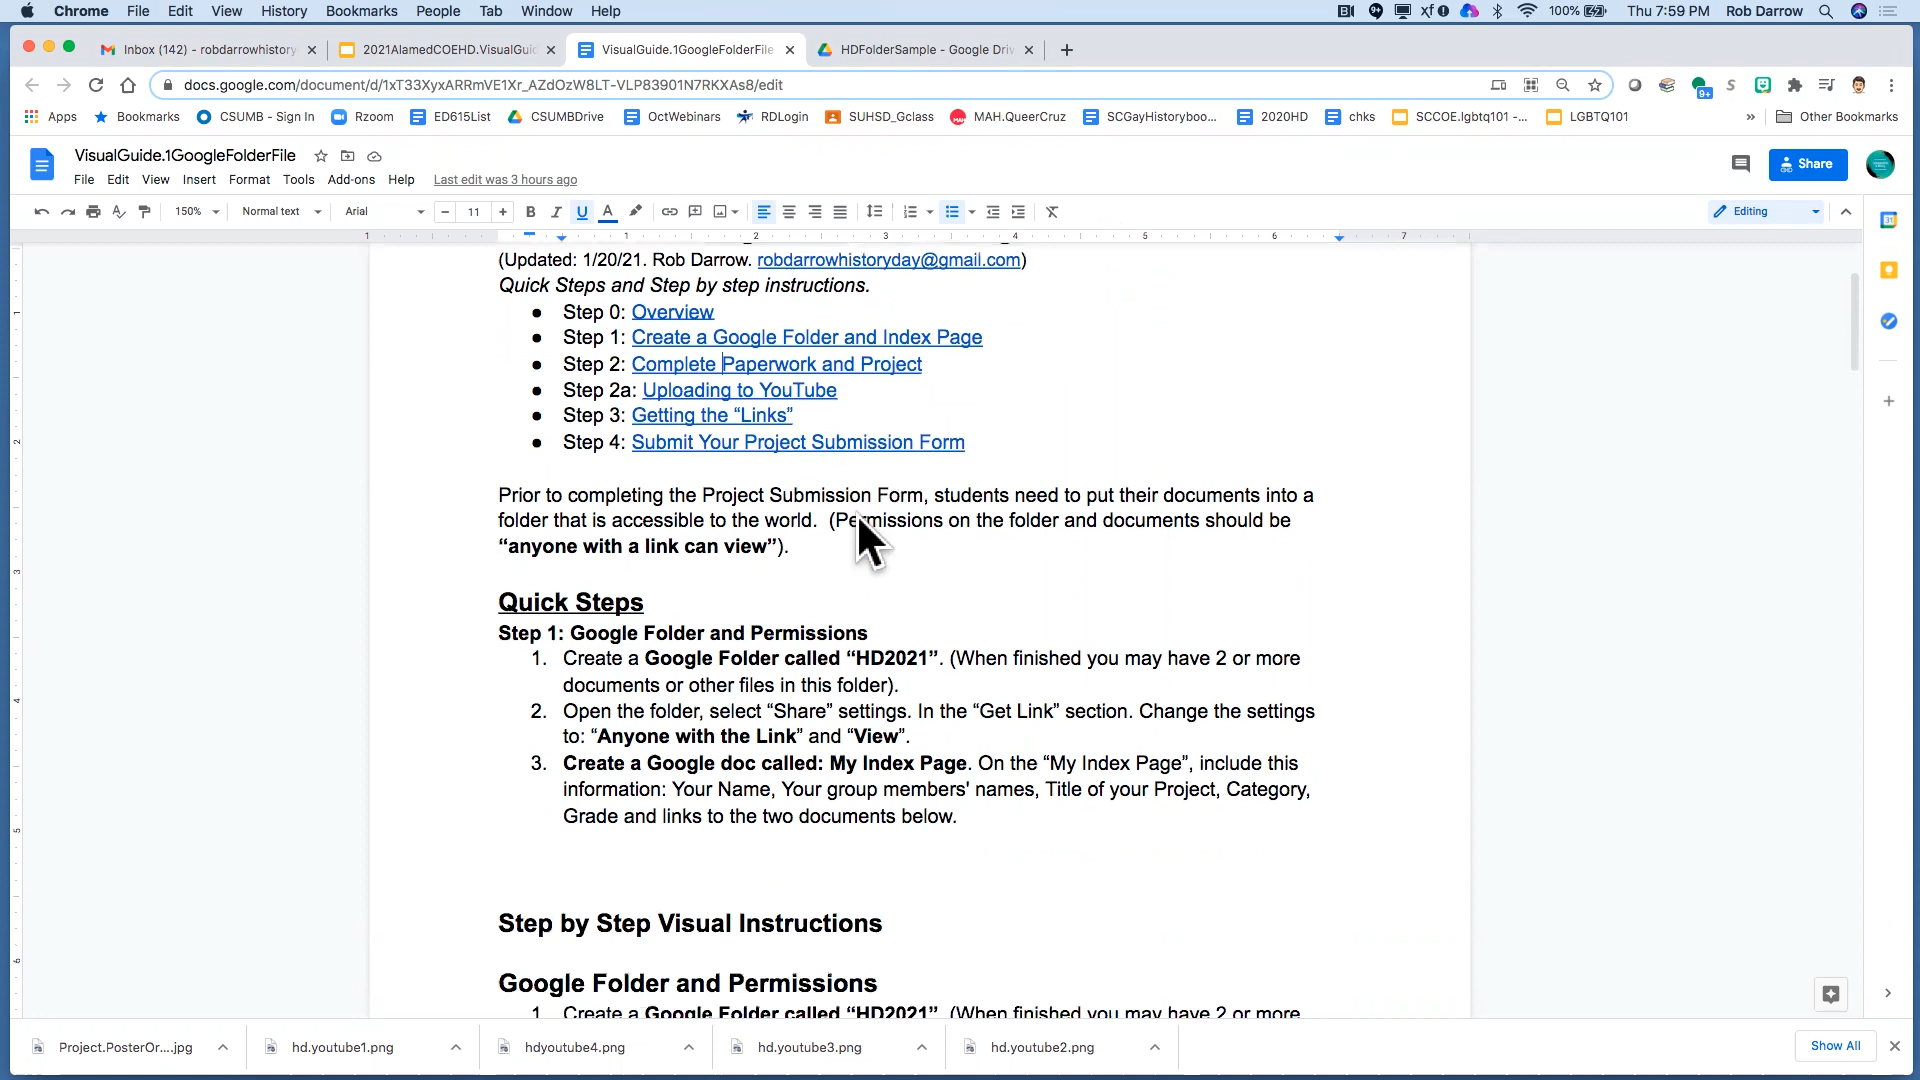 Chrome File Edit View History Bookmarks People Tab Window Help 100% Thu 7:59 PM Rob Darrow
Inbox (142) - robdarrowhistory 2021AlamedCOEHD.VisualGui VisualGuide.1GoogleFolderFile HDFolderSample - Google Driv
docs.google.com/document/d/1xT33XyxARRmVE1Xr_AZdOzW8LT-VLP83901N7RKXAs8/edit
Apps Bookmarks CSUMB - Sign In Rzoom ED615List CSUMBDrive OctWebinars RDLogin SUHSD_Gclass MAH.QueerCruz SCGayHistoryboo... 2020HD chks SCCOE.lgbtq101 -... LGBTQ101 » Other Bookmarks
VisualGuide.1GoogleFolderFile
Share
File Edit View Insert Format Tools Add-ons Help Last edit was 3 hours ago
150% Normal text Arial 11 Editing
1 1 2 3 4 5 6 7
(Updated: 1/20/21. Rob Darrow. robdarrowhistoryday@gmail.com)
Quick Steps and Step by step instructions.
● Step 0: Overview
● Step 1: Create a Google Folder and Index Page
● Step 2: Complete Paperwork and Project
● Step 2a: Uploading to YouTube
● Step 3: Getting the “Links”
● Step 4: Submit Your Project Submission Form
Prior to completing the Project Submission Form, students need to put their documents into a
folder that is accessible to the world. (Permissions on the folder and documents should be
“anyone with a link can view”).
Quick Steps
Step 1: Google Folder and Permissions
1. Create a Google Folder called “HD2021”. (When finished you may have 2 or more
documents or other files in this folder).
2. Open the folder, select “Share” settings. In the “Get Link” section. Change the settings
to: “Anyone with the Link” and “View”.
3. Create a Google doc called: My Index Page. On the “My Index Page”, include this
information: Your Name, Your group members' names, Title of your Project, Category,
Grade and links to the two documents below.
Step by Step Visual Instructions
Google Folder and Permissions
1. Create a Google Folder called “HD2021”. (When finished you may have 2 or more
Project.PosterOr....jpg hd.youtube1.png hdyoutube4.png hd.youtube3.png hd.youtube2.png Show All